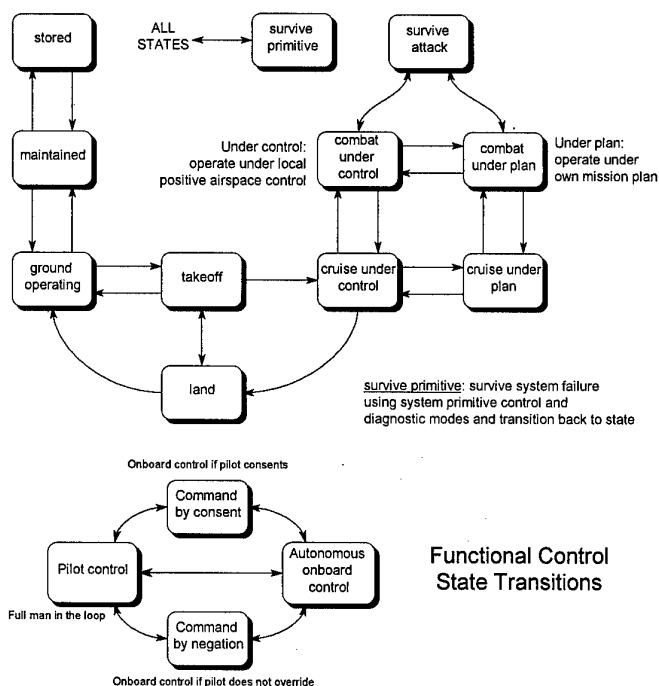 stored
ALL
STATES
survive
primitive
survive
attack
maintained
Under control:
operate under local
positive airspace control
combat
under
control
combat
under plan
Under plan:
operate under
own mission plan
ground
operating
takeoff
cruise under
control
cruise under
plan
land
survive primitive: survive system failure
using system primitive control and
diagnostic modes and transition back to state
Onboard control if pilot consents
Command
by consent
Pilot control
Autonomous
onboard
control
Functional Control
State Transitions
Full man in the loop
Command
by negation
Onboard control if pilot does not override